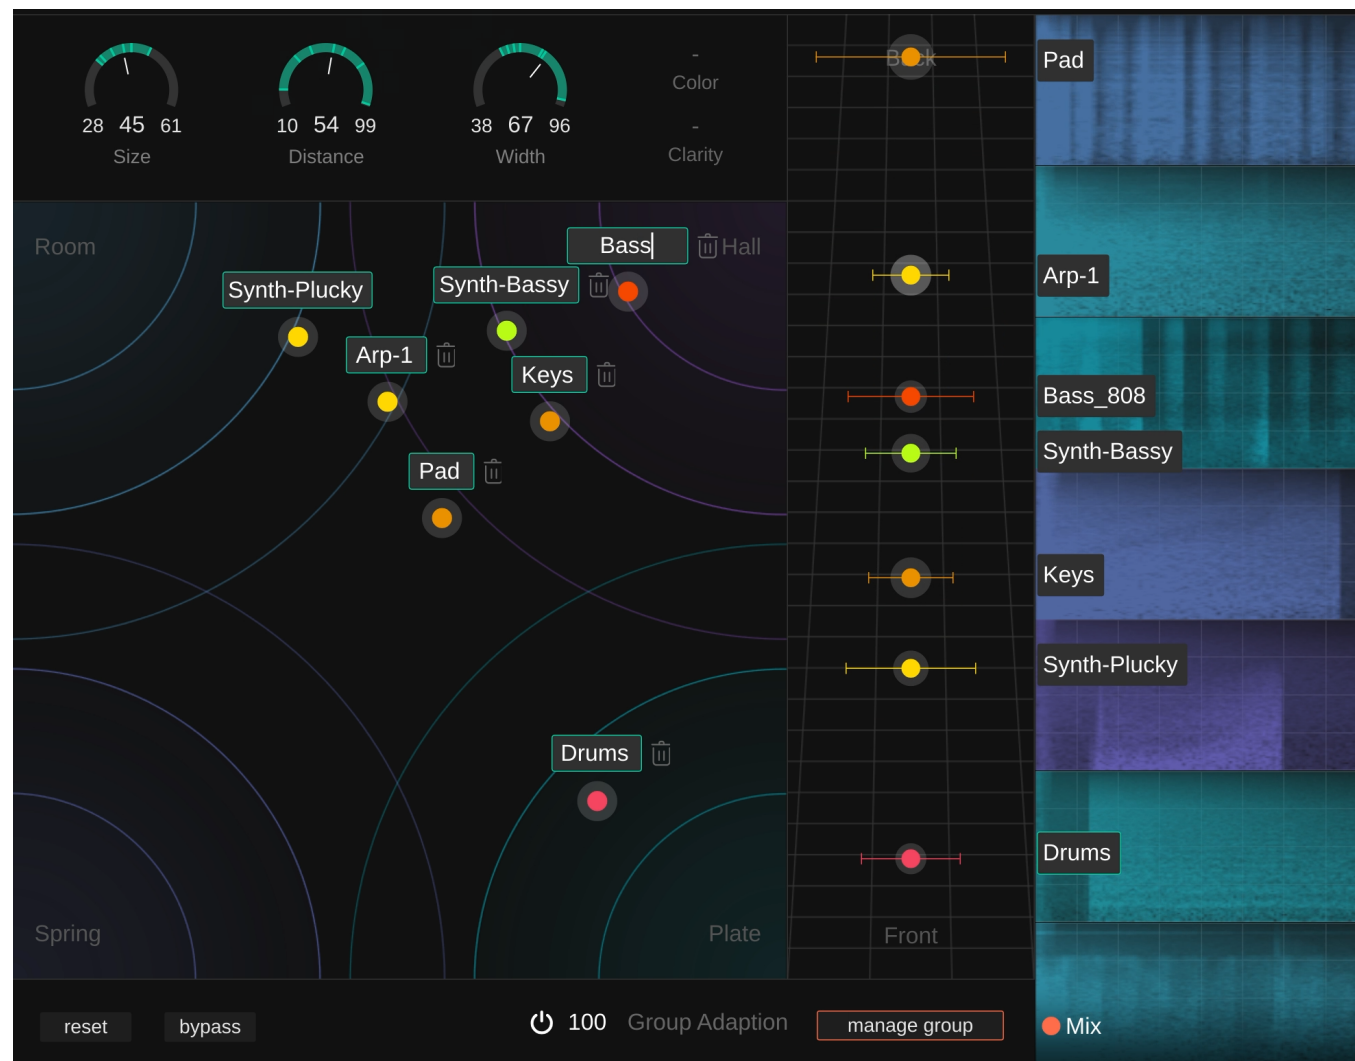 28 45 61
Size
10 54 99
Distance
38 67 96
Width
-
Color
-
Clarity
Room
Hall
Spring
Plate
Bass
Synth-Plucky
Synth-Bassy
Arp-1
Keys
Pad
Drums
Back
Front
Pad
Arp-1
Bass_808
Synth-Bassy
Keys
Synth-Plucky
Drums
Mix
reset
bypass
100 Group Adaption
manage group